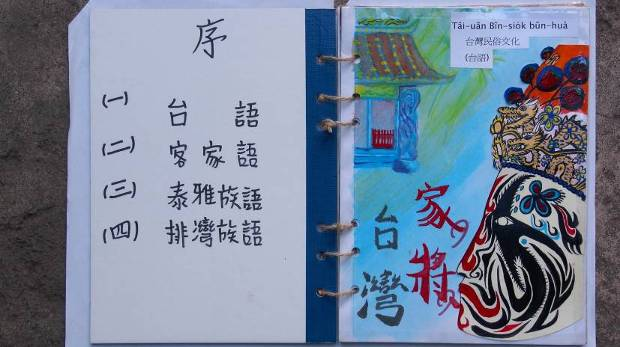 序
(一) 台語
(二) 客家語
(三) 泰雅族語
(四) 排灣族語
Tâi-uân Bîn-sio̍k bûn-huà
台灣民俗文化
(台語)
家將
台灣